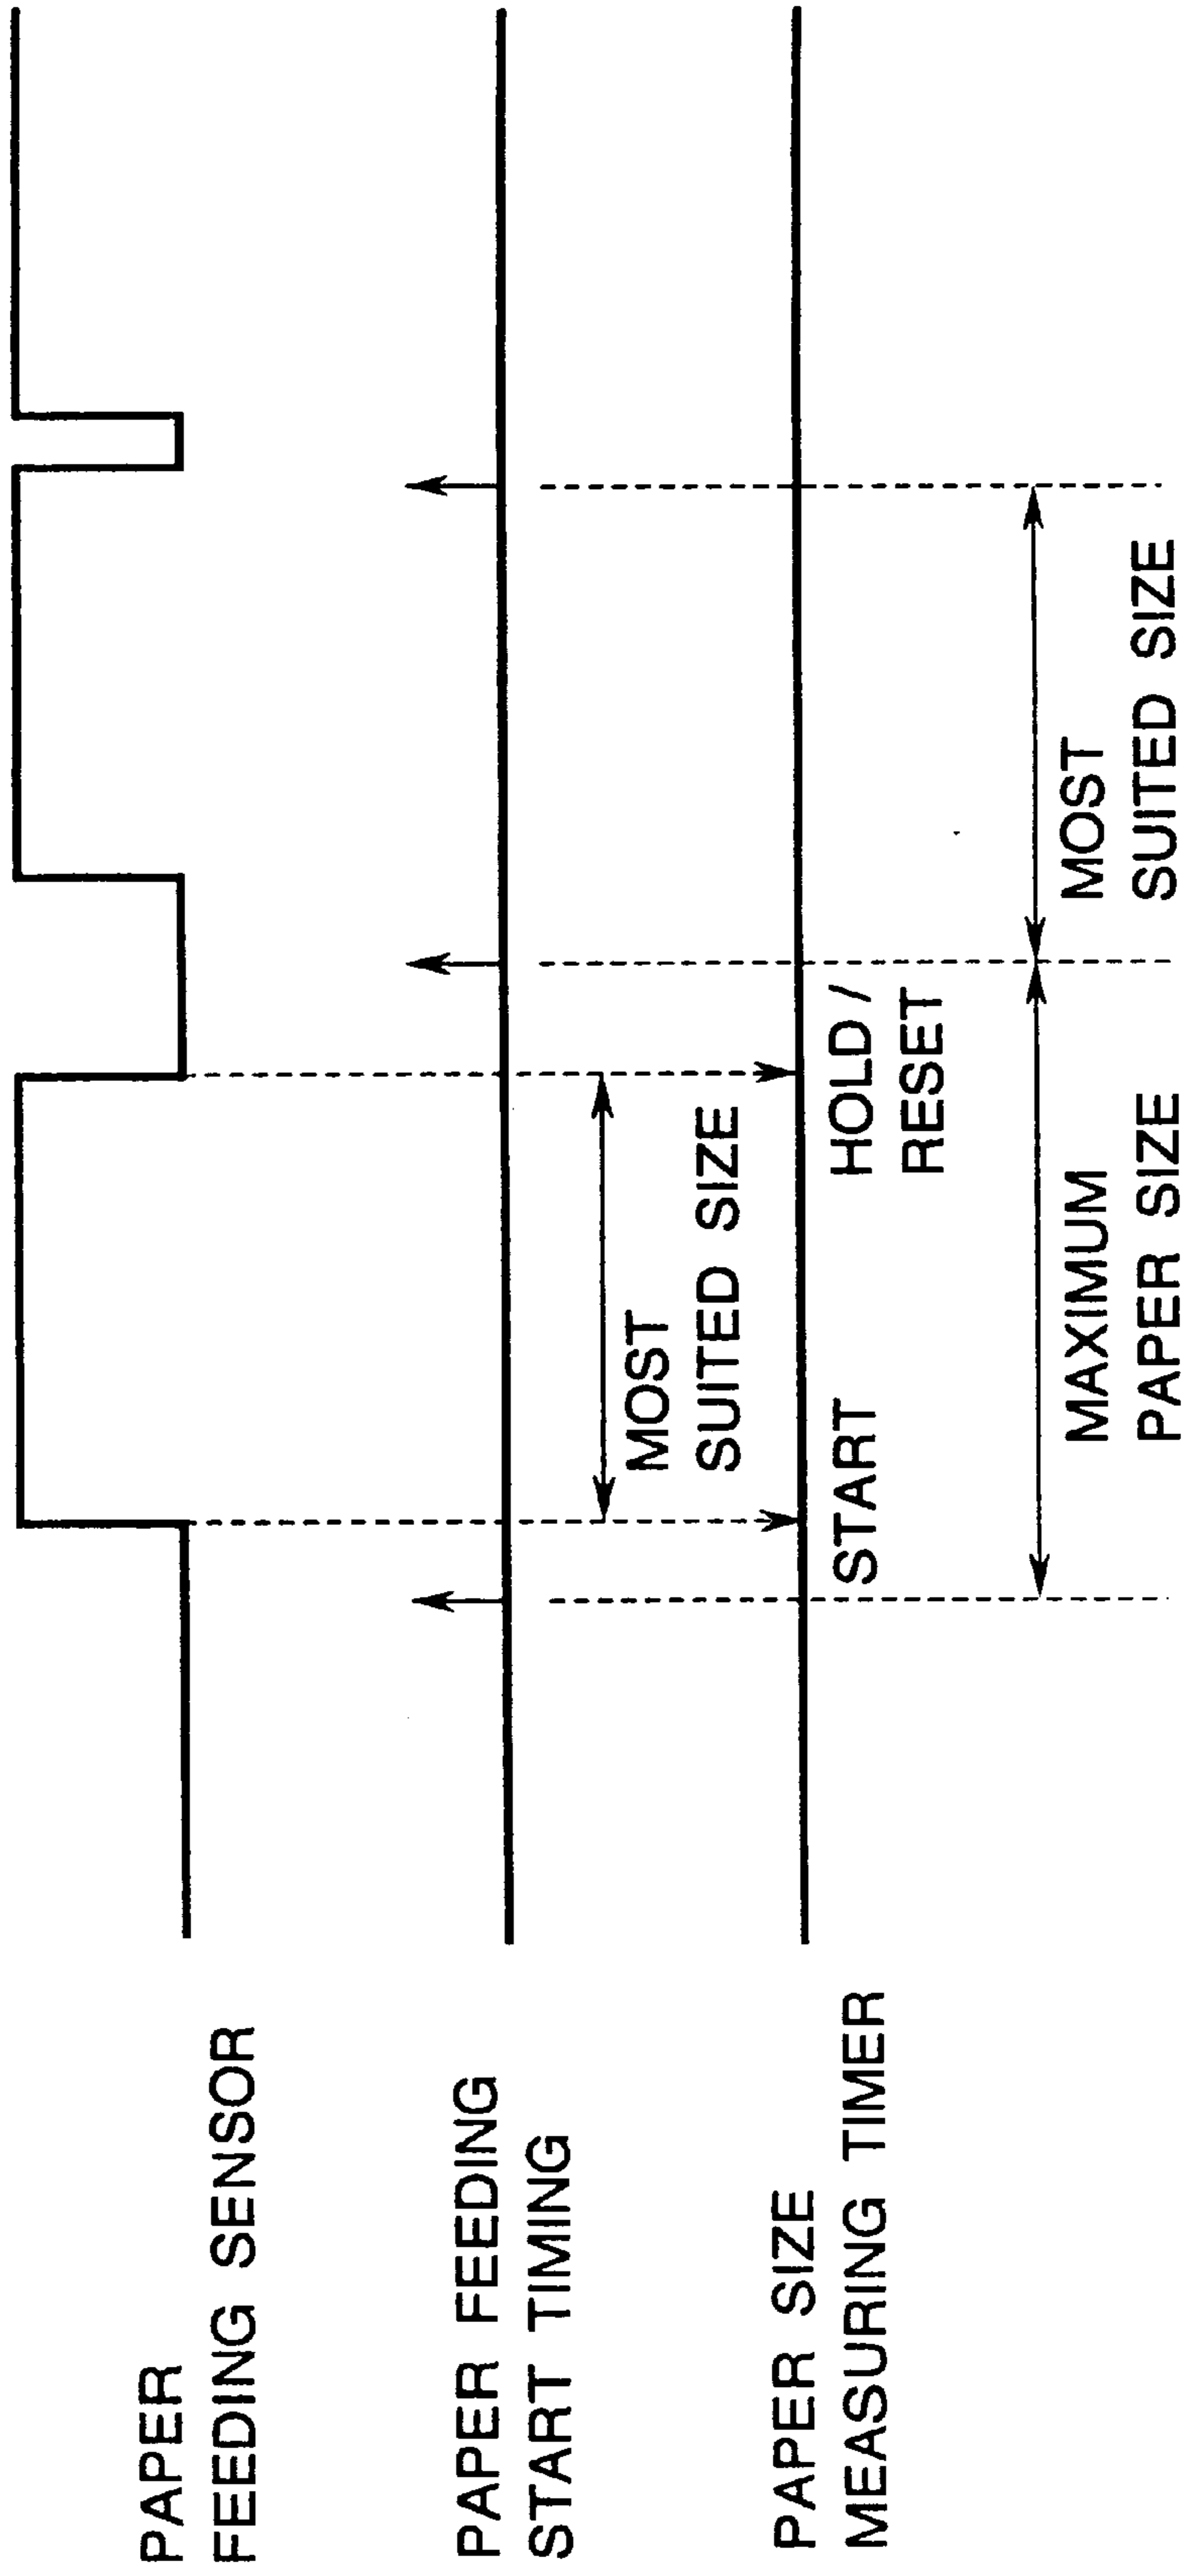 PAPER
FEEDING SENSOR
PAPER FEEDING
START TIMING
MOST
SUITED SIZE
PAPER SIZE
MEASURING TIMER
START
HOLD /
RESET
MAXIMUM
PAPER SIZE
MOST
SUITED SIZE